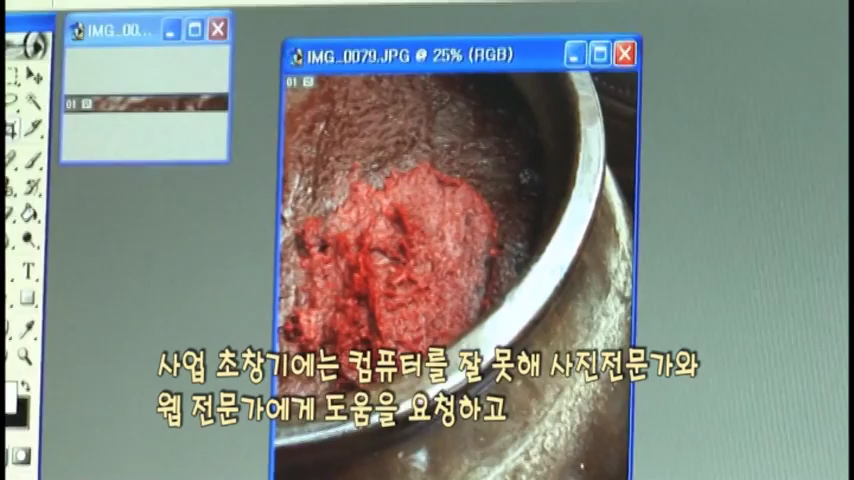 IMG_00...
IMG_0079.JPG @ 25% (RGB)
01
01
T
사업 초창기에는 컴퓨터를 잘 못해 사진전문가와
웹 전문가에게 도움을 요청하고